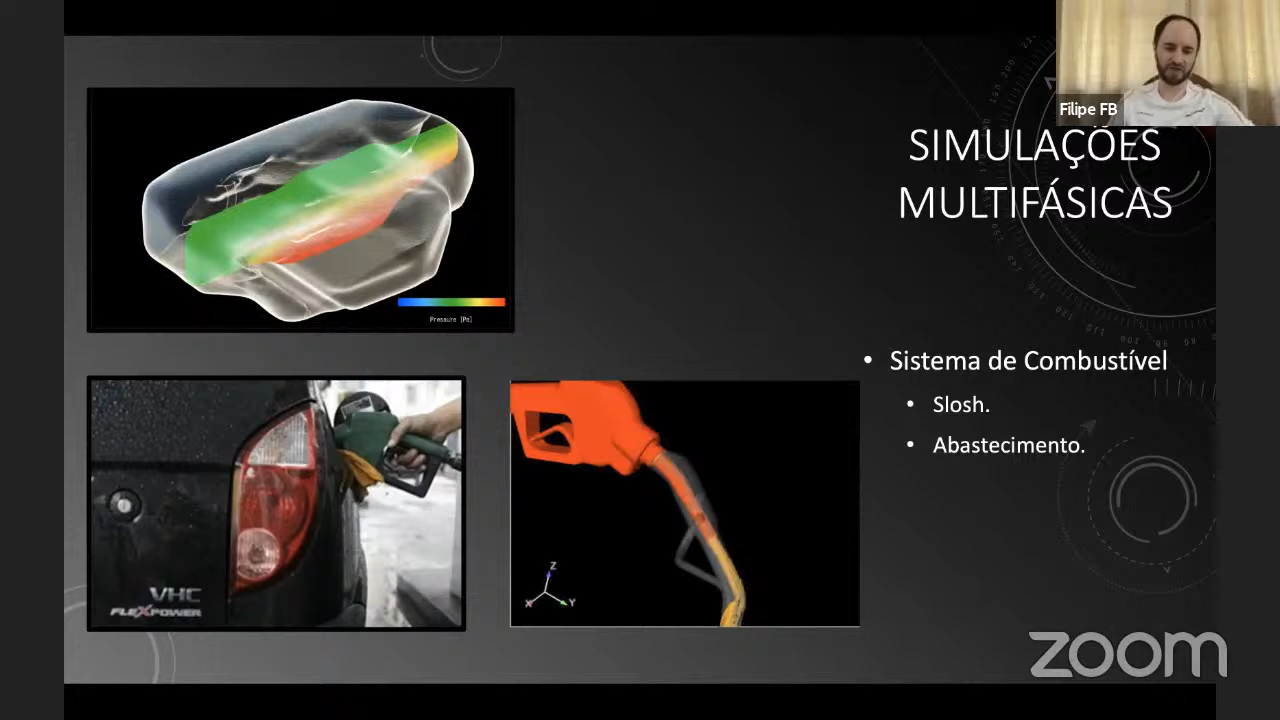 Filipe FB
SIMULAÇÕES
MULTIFÁSICAS
• Sistema de Combustível
• Slosh.
• Abastecimento.
Pressure [Pa]
VHC
FLEXPOWER
Z
X
Y
zoom